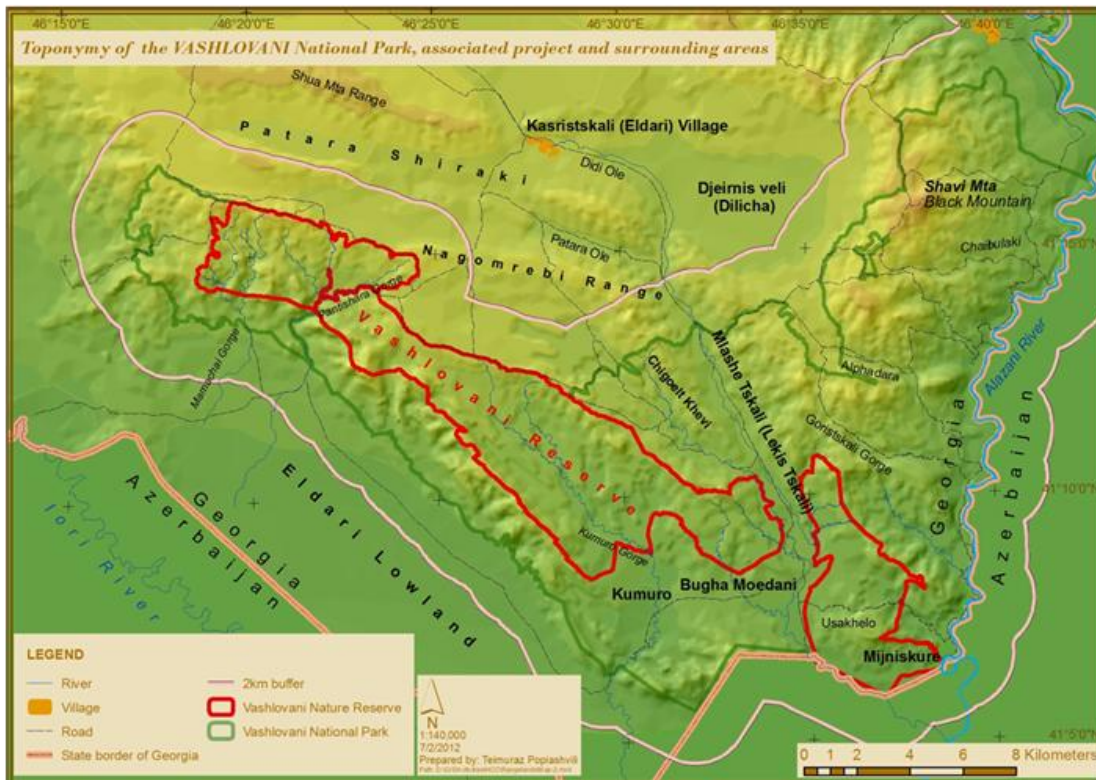 46°15'0"E
46°20'0"E
46°25'0"E
46°30'0"E
46°35'0"E
46°40'0"E
Toponymy of the VASHLOVANI National Park, associated project and surrounding areas
Shua Mta Range
Kasristskali (Eldari) Village
Patara Shiraki
Didi Ole
Djeirnis veli
(Dilicha)
Shavi Mta
Black Mountain
Patara Ole
Chaibulaki
41°15'0"N
Nagomrebi Range
Pantishara Gorge
Vashlovani Reserve
Mlashe Tskali (Lekis Tskali)
Alazani River
Alphadara
Mamuchai Gorge
Chigoelt Khevi
Goristskali Gorge
Georgia
Azerbaijan
41°10'0"N
Georgia
Azerbaijan
Iori River
Eldari Lowland
Kumuro Gorge
Kumuro
Bugha Moedani
Usakhelo
Mijniskure
LEGEND
River
Village
Road
State border of Georgia
2km buffer
Vashlovani Nature Reserve
Vashlovani National Park
N
1:140,000
7/2/2012
Prepared by: Teimuraz Popiashvili
41°5'0"N
0 2 4 6 8 Kilometers